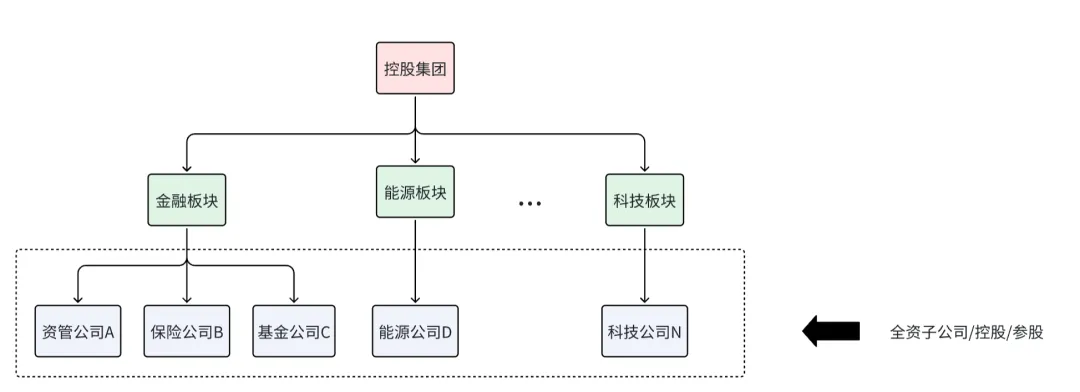 控股集团
金融板块
能源板块
...
科技板块
资管公司A
保险公司B
基金公司C
能源公司D
科技公司N
全资子公司/控股/参股